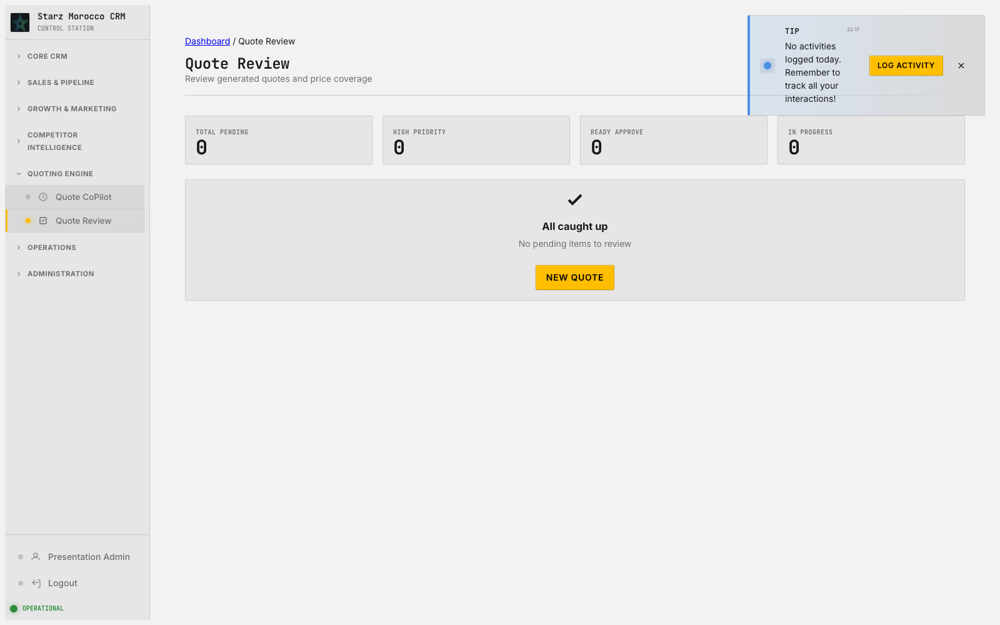 Starz Morocco CRM
CONTROL STATION
CORE CRM
SALES & PIPELINE
GROWTH & MARKETING
COMPETITOR
INTELLIGENCE
QUOTING ENGINE
Quote CoPilot
Quote Review
OPERATIONS
ADMINISTRATION
Presentation Admin
Logout
OPERATIONAL
Dashboard / Quote Review
Quote Review
Review generated quotes and price coverage
TIP 22:17
No activities
logged today.
Remember to
track all your
interactions!
LOG ACTIVITY
TOTAL PENDING
0
HIGH PRIORITY
0
READY APPROVE
0
IN PROGRESS
0
All caught up
No pending items to review
NEW QUOTE